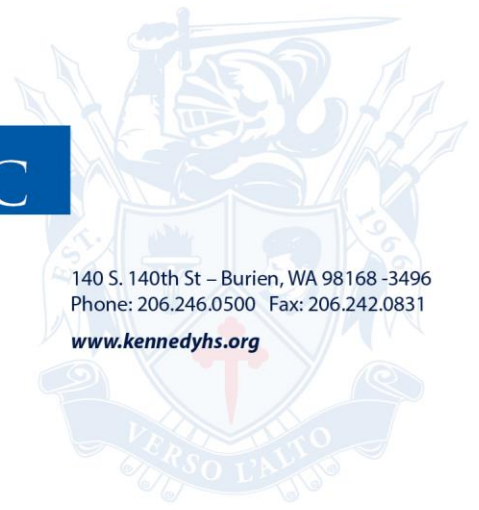 C
EST.
1966
140 S. 140th St – Burien, WA 98168 -3496
Phone: 206.246.0500 Fax: 206.242.0831
www.kennedyhs.org
VERSO L'ALTO